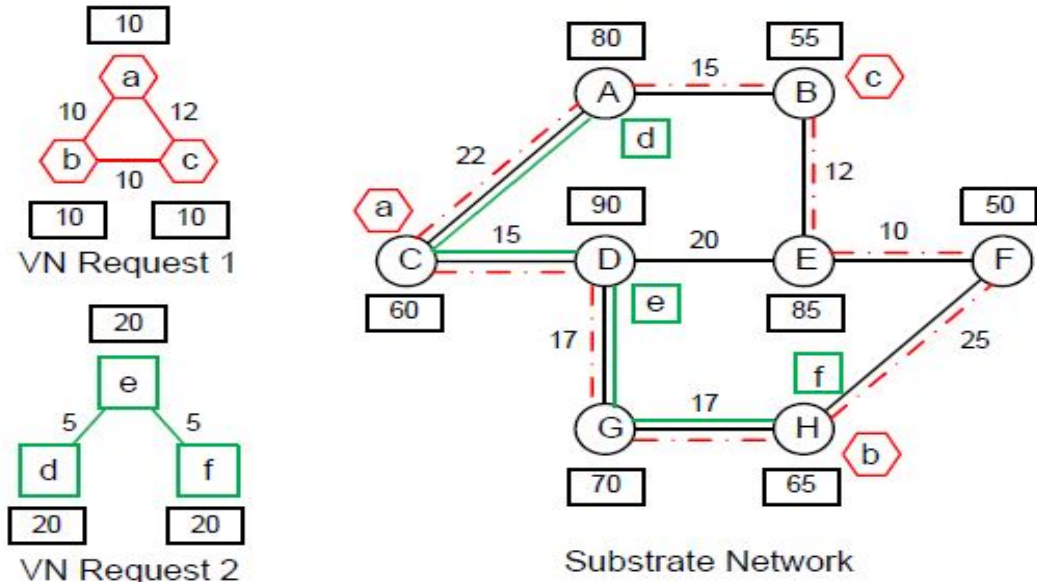 10
a
10 12
b c
10
10 10
VN Request 1
20
e
5 5
d f
20 20
VN Request 2
80 55
15
A B c
d
22 12
a 90 50
15 20 10
C D E F
60 e 85
17 25
f
17
G H
b
70 65
Substrate Network